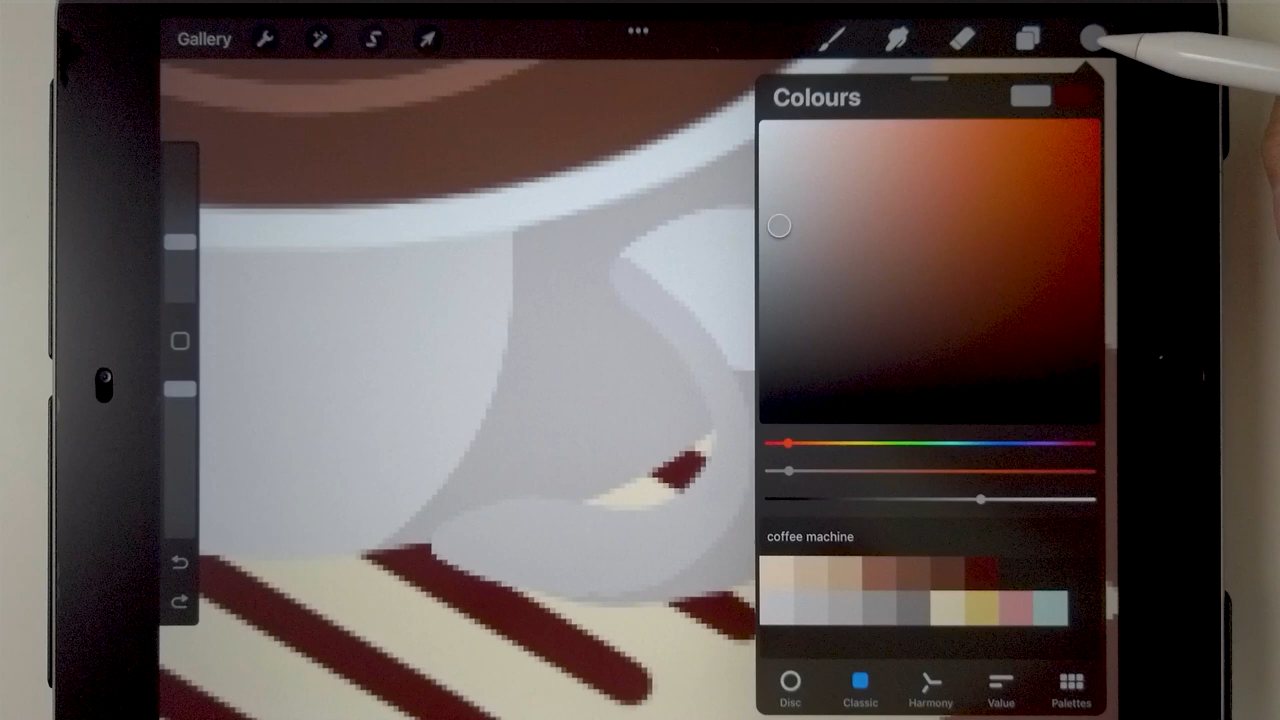 Gallery
Colours
coffee machine
Disc
Classic
Harmony
Value
Palettes